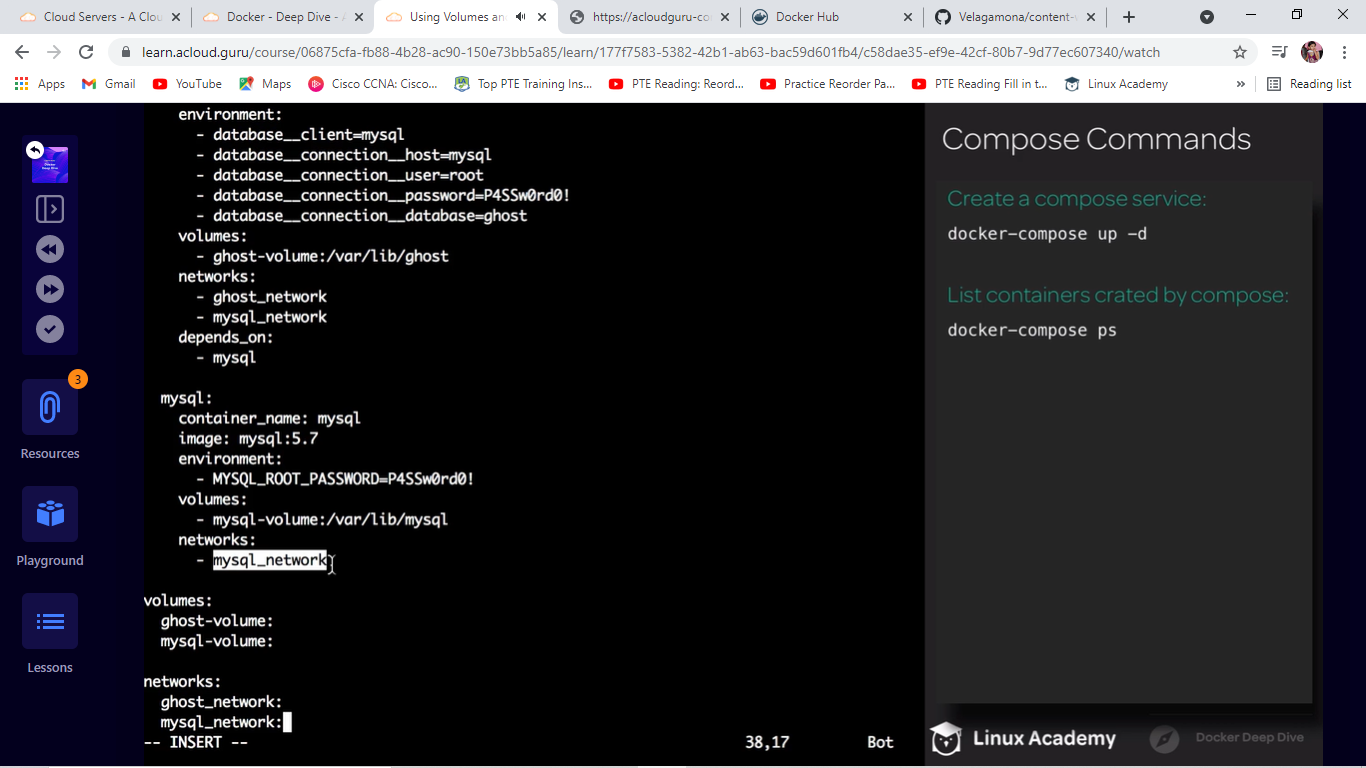 Cloud Servers - A Clou
Docker - Deep Dive - A
Using Volumes an
https://acloudguru-co
Docker Hub
Velagamona/content-
learn.acloud.guru/course/06875cfa-fb88-4b28-ac90-150e73bb5a85/learn/177f7583-5382-42b1-ab63-bac59d601fb4/c58dae35-ef9e-42cf-80b7-9d77ec607340/watch
Apps
Gmail
YouTube
Maps
Cisco CCNA: Cisco...
Top PTE Training Ins...
PTE Reading: Reord...
Practice Reorder Pa...
PTE Reading Fill in t...
Linux Academy
»
Reading list
3
Resources
Playground
Lessons
environment:
- database__client=mysql
- database__connection__host=mysql
- database__connection__user=root
- database__connection__password=P4SSw0rd0!
- database__connection__database=ghost
volumes:
- ghost-volume:/var/lib/ghost
networks:
- ghost_network
- mysql_network
depends_on:
- mysql
mysql:
container_name: mysql
image: mysql:5.7
environment:
- MYSQL_ROOT_PASSWORD=P4SSw0rd0!
volumes:
- mysql-volume:/var/lib/mysql
networks:
- mysql_network
volumes:
ghost-volume:
mysql-volume:
networks:
ghost_network:
mysql_network:
-- INSERT --
38,17
Bot
Compose Commands
Create a compose service:
docker-compose up -d
List containers crated by compose:
docker-compose ps
Linux Academy
Docker Deep Dive